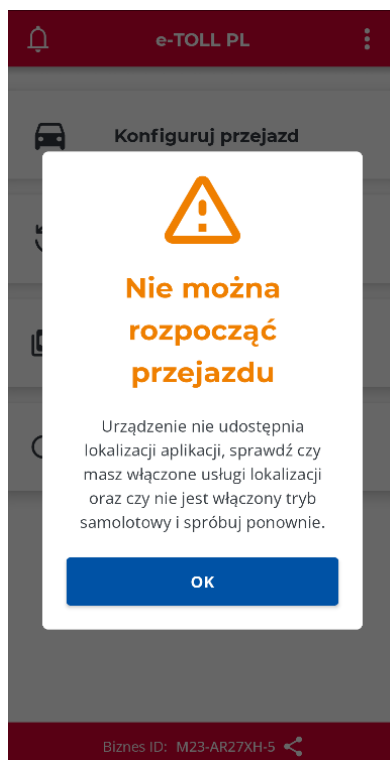 e-TOLL PL
Konfiguruj przejazd
Nie można
rozpocząć
przejazdu
Urządzenie nie udostępnia
lokalizacji aplikacji, sprawdź czy
masz włączone usługi lokalizacji
oraz czy nie jest włączony tryb
samolotowy i spróbuj ponownie.
OK
Biznes ID: M23-AR27XH-5